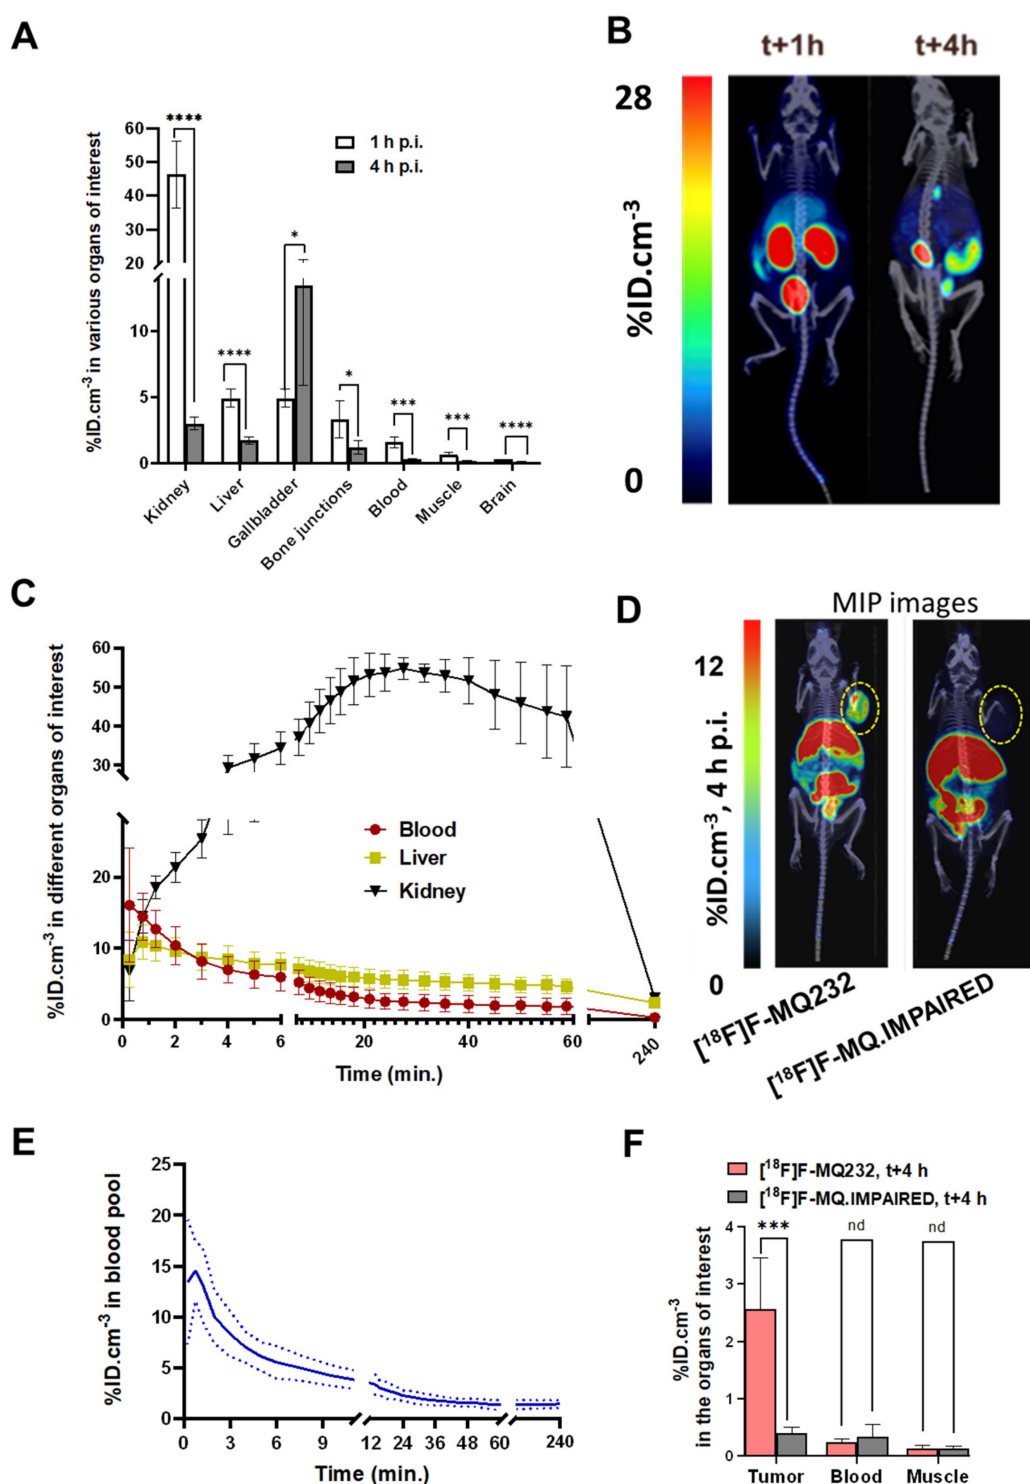 A
%ID.cm⁻³ in various organs of interest
60
50
40
30
20
10
5
0
****
****
*
*
***
***
****
1 h p.i.
4 h p.i.
Kidney
Liver
Gallbladder
Bone junctions
Blood
Muscle
Brain
B
t+1h
t+4h
28
%ID.cm⁻³
0
C
%ID.cm⁻³ in different organs of interest
60
50
40
30
20
10
0
Blood
Liver
Kidney
0 2 4 6 20 40 60 240
Time (min.)
D
MIP images
12
%ID.cm⁻³, 4 h p.i.
0
[¹⁸F]F-MQ232
[¹⁸F]F-MQ.IMPAIRED
E
%ID.cm⁻³ in blood pool
25
20
15
10
5
0
0 3 6 9 12 24 36 48 60 240
Time (min.)
F
[¹⁸F]F-MQ232, t+4 h
[¹⁸F]F-MQ.IMPAIRED, t+4 h
%ID.cm⁻³
in the organs of interest
4
3
2
1
0
***
nd
nd
Tumor Blood Muscle